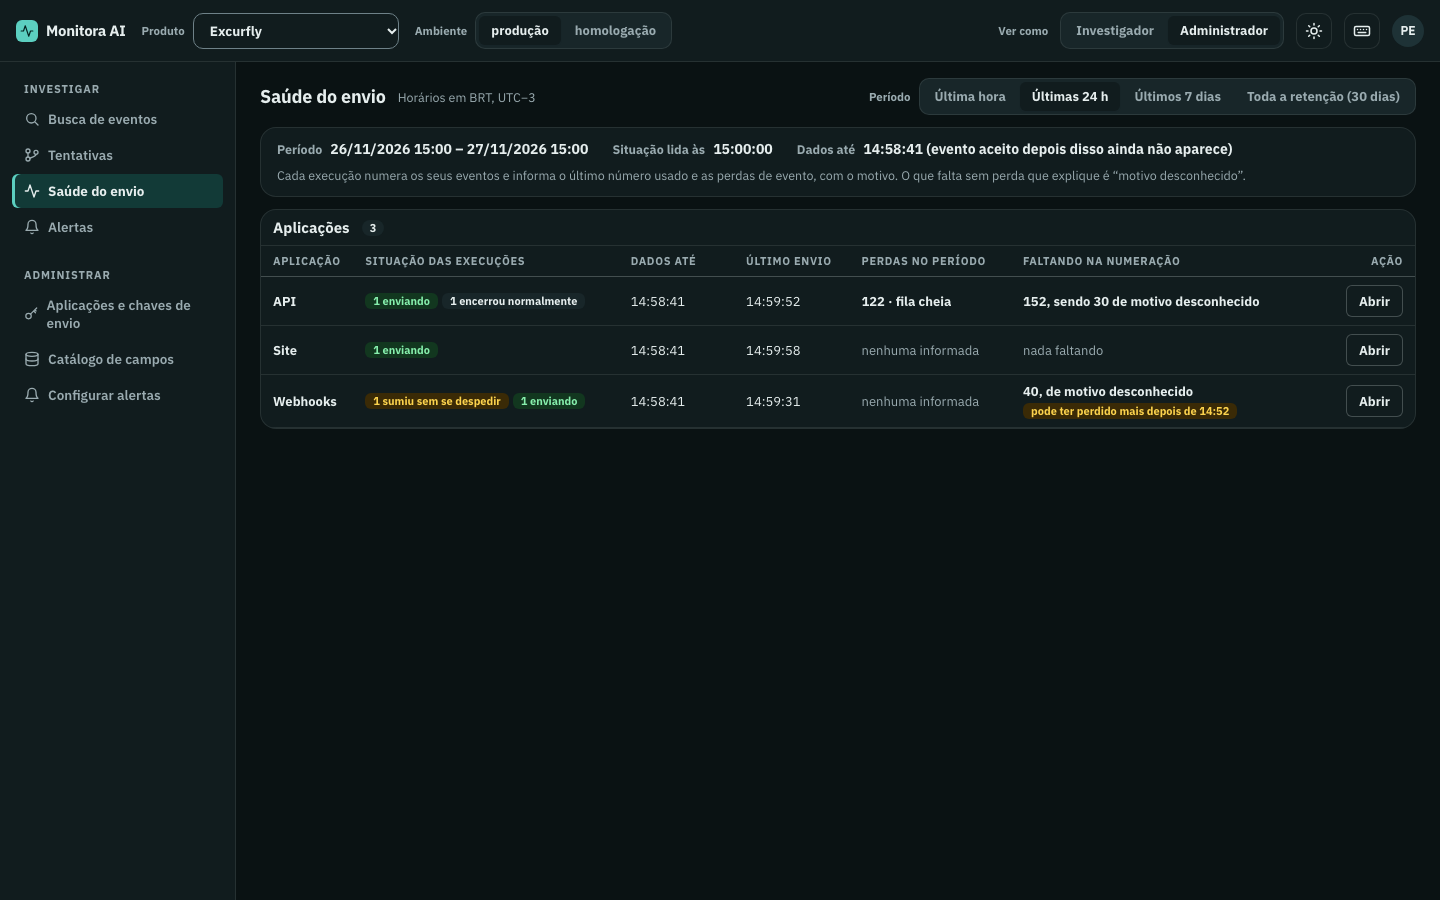 Monitora AI
Produto
Excurfly
Ambiente
produção
homologação
Ver como
Investigador
Administrador
PE
INVESTIGAR
Busca de eventos
Tentativas
Saúde do envio
Alertas
ADMINISTRAR
Aplicações e chaves de
envio
Catálogo de campos
Configurar alertas
Saúde do envio
Horários em BRT, UTC−3
Período
Última hora
Últimas 24 h
Últimos 7 dias
Toda a retenção (30 dias)
Período 26/11/2026 15:00 – 27/11/2026 15:00 Situação lida às 15:00:00 Dados até 14:58:41 (evento aceito depois disso ainda não aparece)
Cada execução numera os seus eventos e informa o último número usado e as perdas de evento, com o motivo. O que falta sem perda que explique é “motivo desconhecido”.
Aplicações 3
APLICAÇÃO SITUAÇÃO DAS EXECUÇÕES DADOS ATÉ ÚLTIMO ENVIO PERDAS NO PERÍODO FALTANDO NA NUMERAÇÃO AÇÃO
API 1 enviando 1 encerrou normalmente 14:58:41 14:59:52 122 · fila cheia 152, sendo 30 de motivo desconhecido Abrir
Site 1 enviando 14:58:41 14:59:58 nenhuma informada nada faltando Abrir
Webhooks 1 sumiu sem se despedir 1 enviando 14:58:41 14:59:31 nenhuma informada 40, de motivo desconhecido Abrir
pode ter perdido mais depois de 14:52